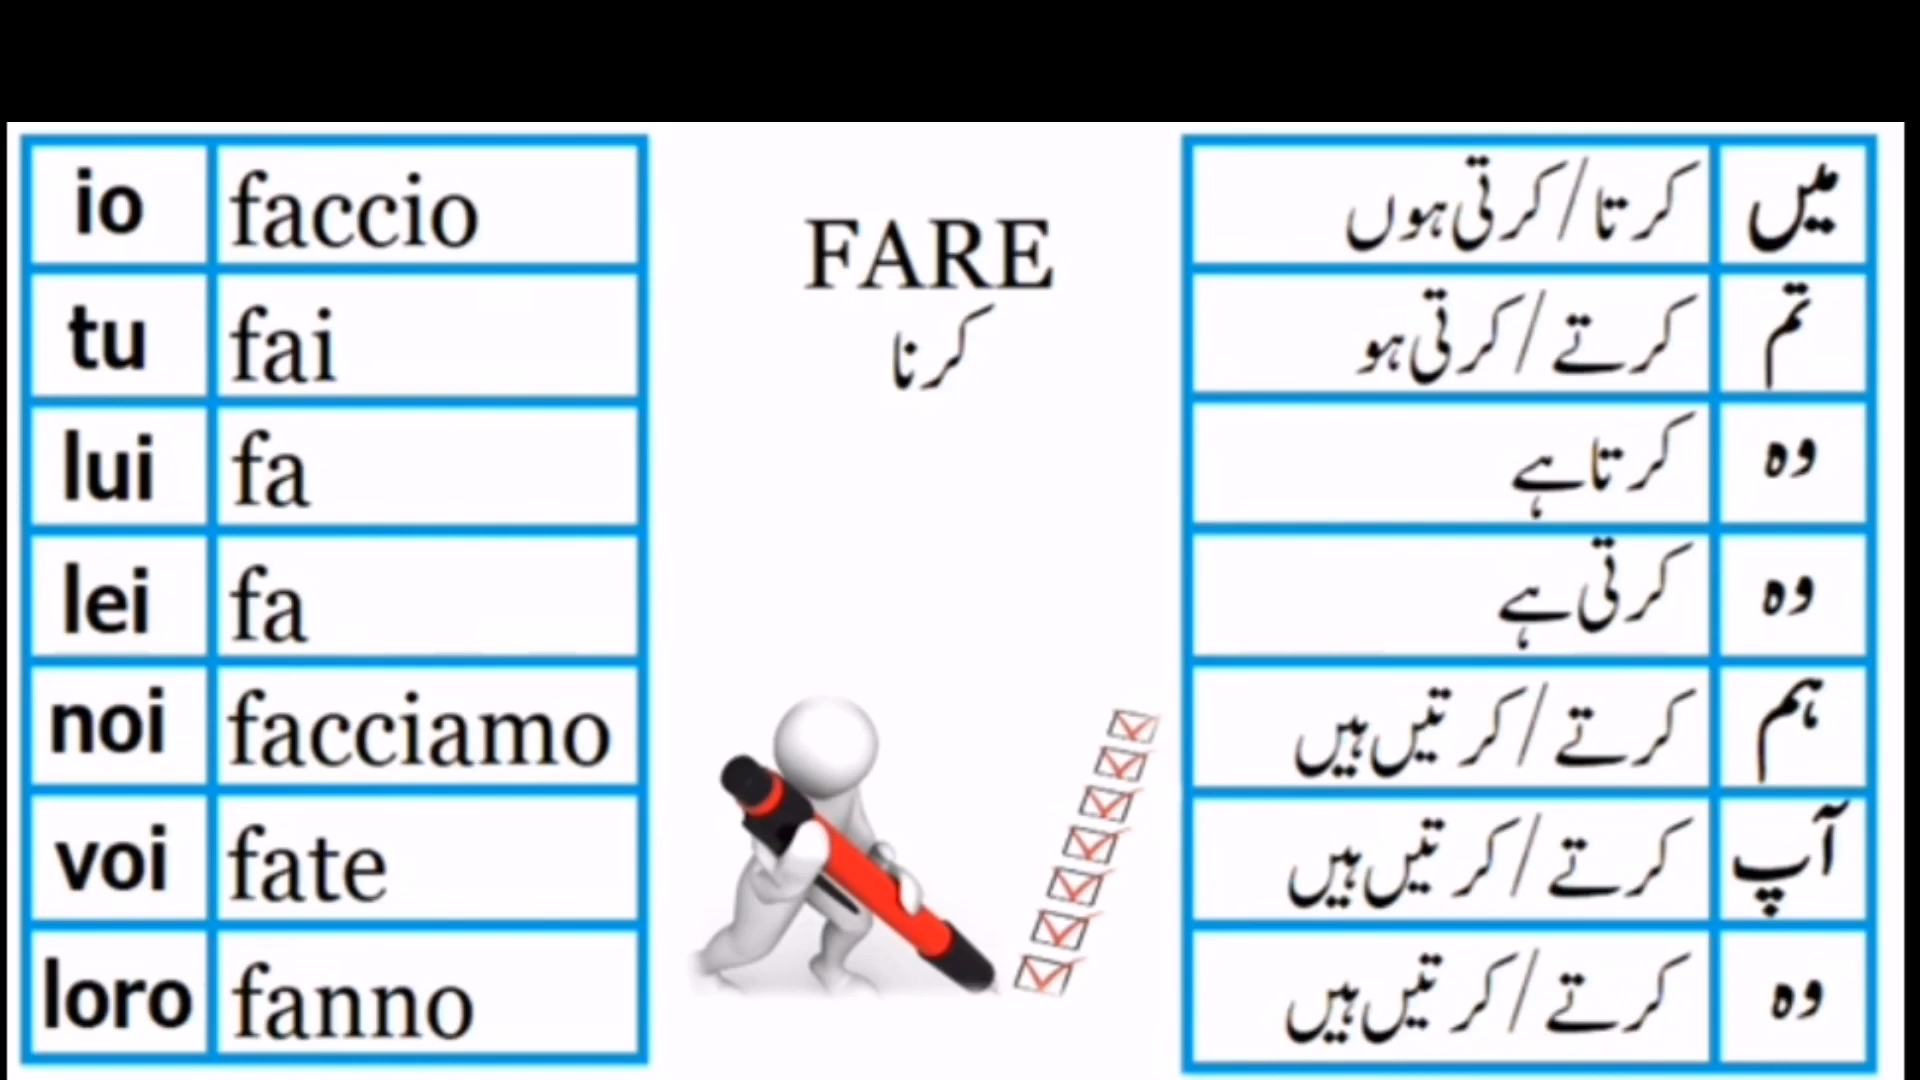 io faccio
tu fai
lui fa
lei fa
noi facciamo
voi fate
loro fanno
FARE
کرنا
میں کرتا/کرتی ہوں
تم کرتے/کرتی ہو
وہ کرتا ہے
وہ کرتی ہے
ہم کرتے/کرتیں ہیں
آپ کرتے/کرتیں ہیں
وہ کرتے/کرتیں ہیں